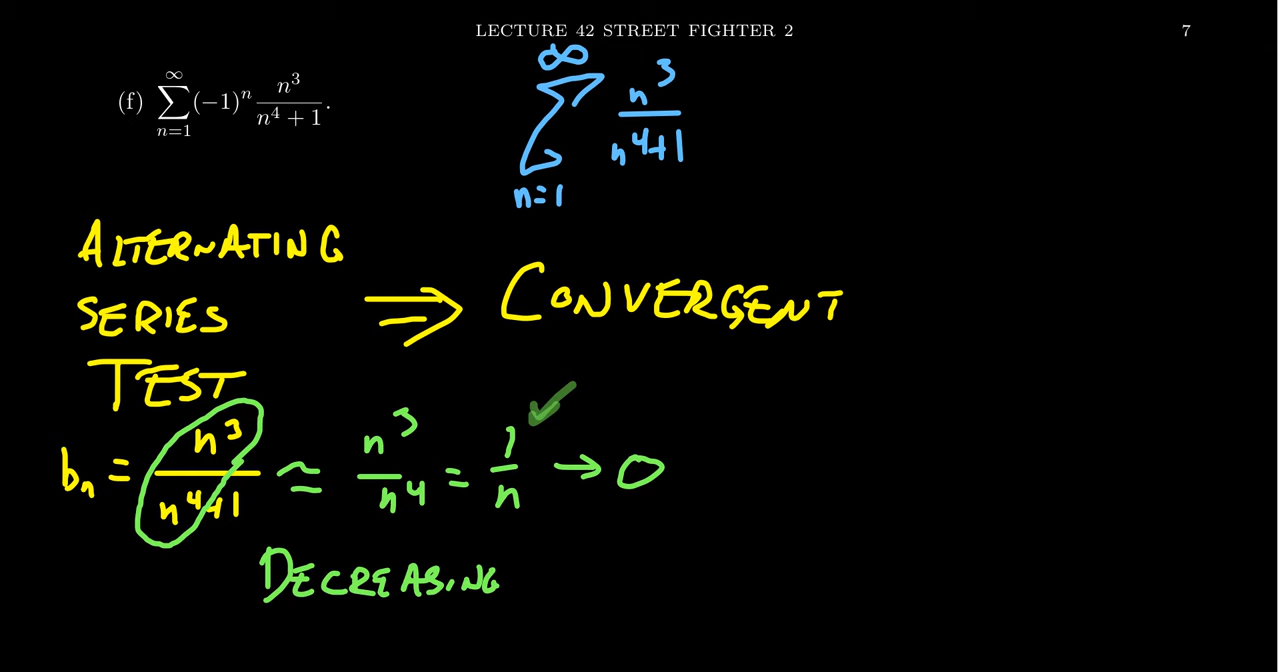 LECTURE 42 STREET FIGHTER 2 7
(f) ∑_{n=1}^{∞} (−1)^n n^3/(n^4 + 1).
∑_{n=1}^{∞} n^3/(n^4+1)
ALTERNATING
SERIES
TEST
⇒ CONVERGENT
b_n = n^3/(n^4+1) ≃ n^3/n^4 = 1/n → 0 ✓
DECREASING